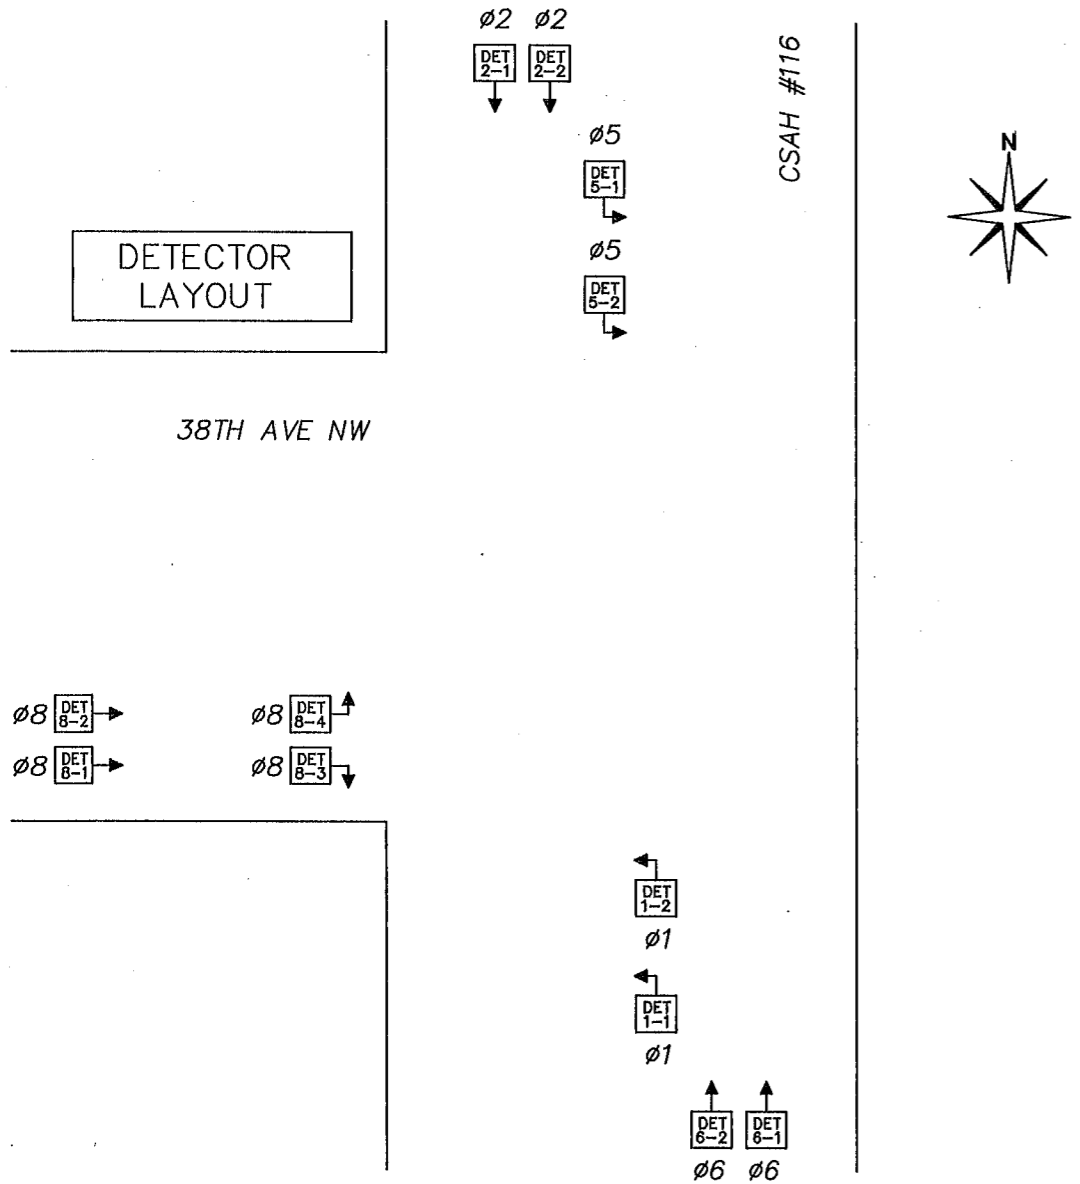 ø2 ø2
DET 2-1
DET 2-2
CSAH #116
ø5
DET 5-1
N
ø5
DET 5-2
DETECTOR
LAYOUT
38TH AVE NW
ø8 DET 8-2
ø8 DET 8-4
ø8 DET 8-1
ø8 DET 8-3
DET 1-2
ø1
DET 1-1
ø1
DET 6-2
DET 6-1
ø6 ø6